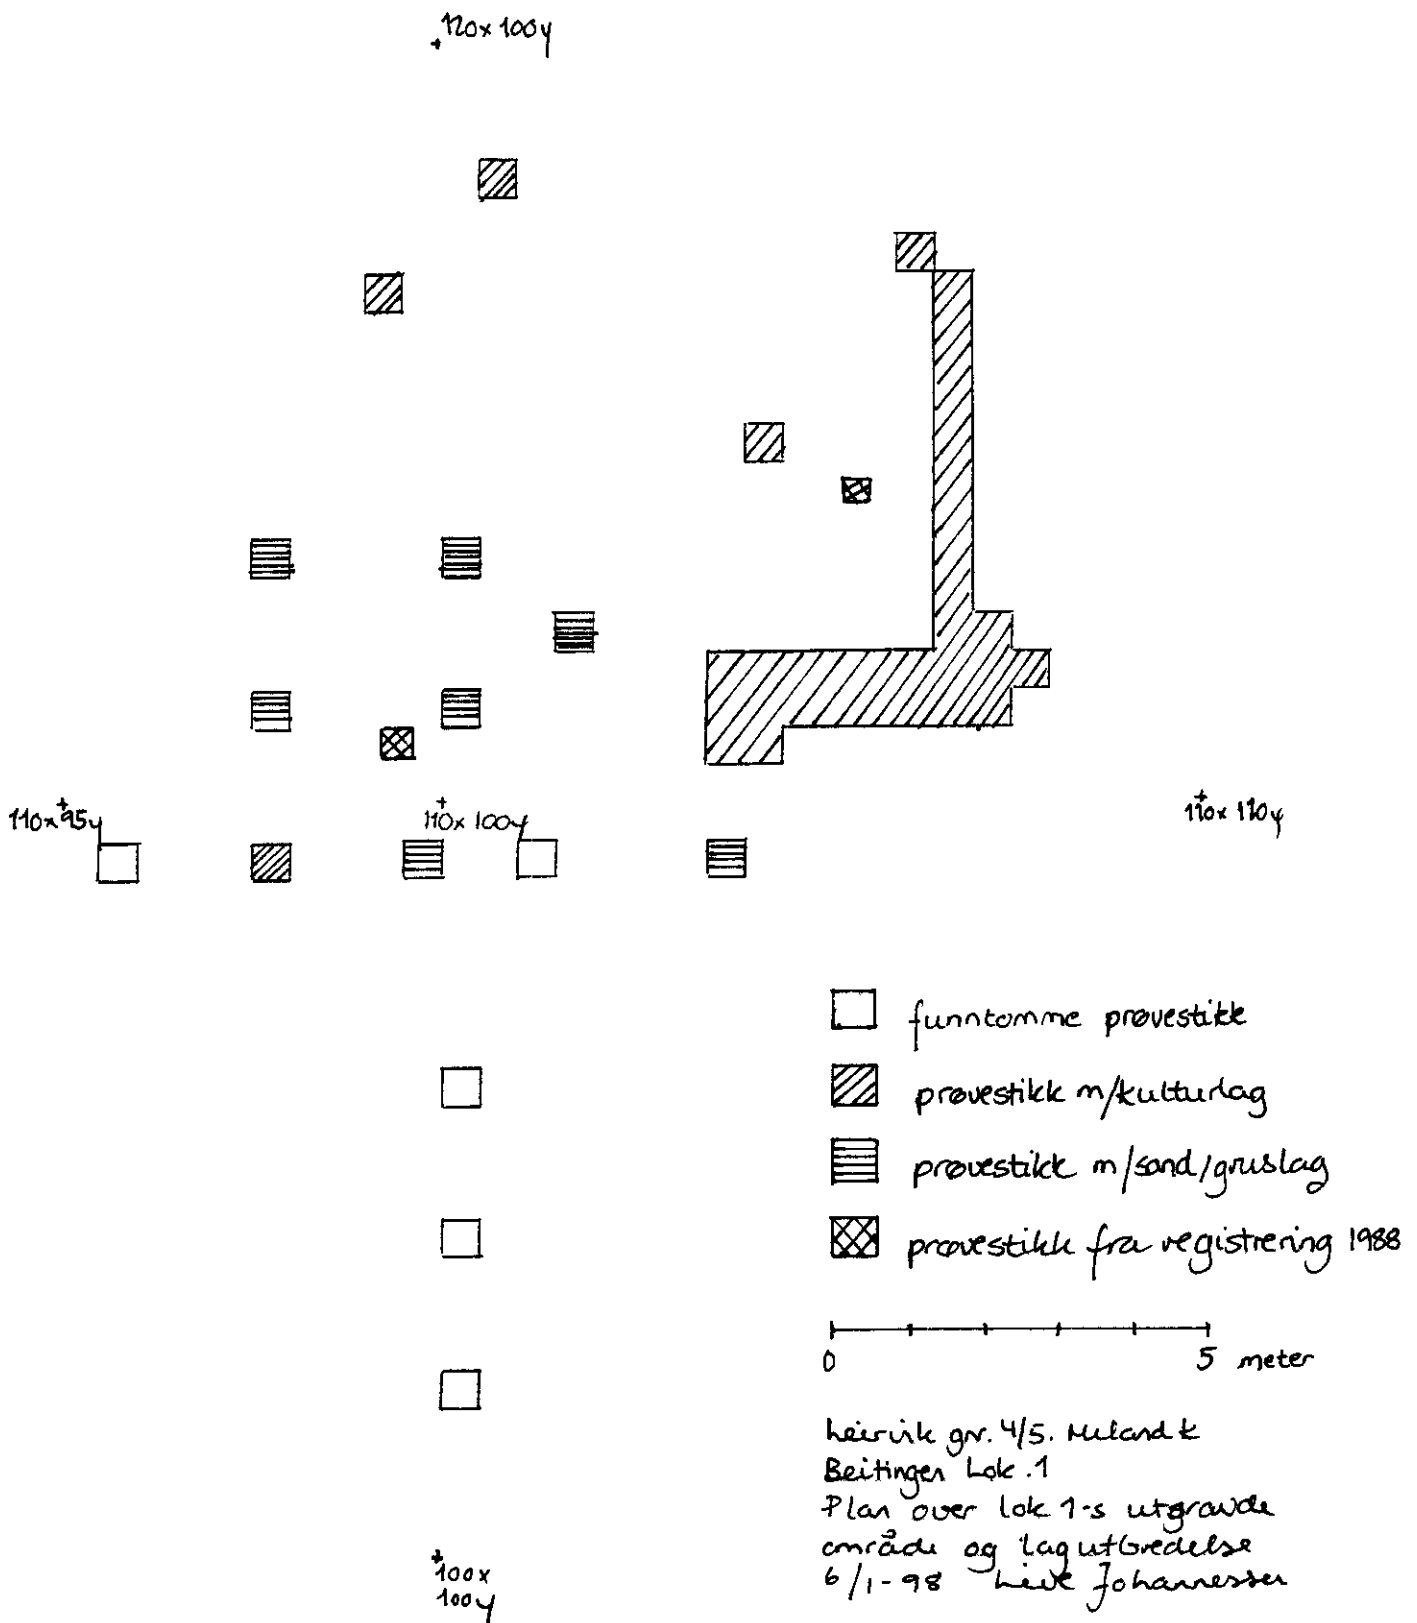 120x 100y
110x 95y
110x 100y
110x 110y
funntomme prøvestikk
prøvestikk m/kulturlag
prøvestikk m/sand/gruslag
prøvestikk fra registrering 1988
0 5 meter
Leirvik gnr. 4/5. Meland k
Beitingen Lok. 1
Plan over lok 1-s utgravde
område og lagutbredelse
6/1-98 Leive Johannessen
100x
100y